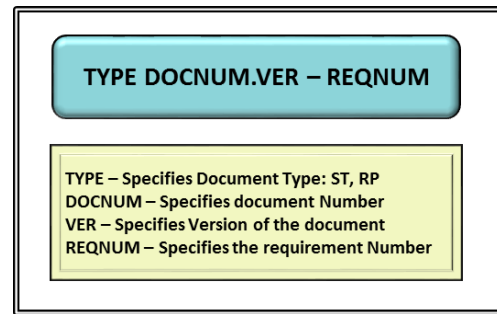 TYPE DOCNUM.VER – REQNUM
TYPE – Specifies Document Type: ST, RP
DOCNUM – Specifies document Number
VER – Specifies Version of the document
REQNUM – Specifies the requirement Number